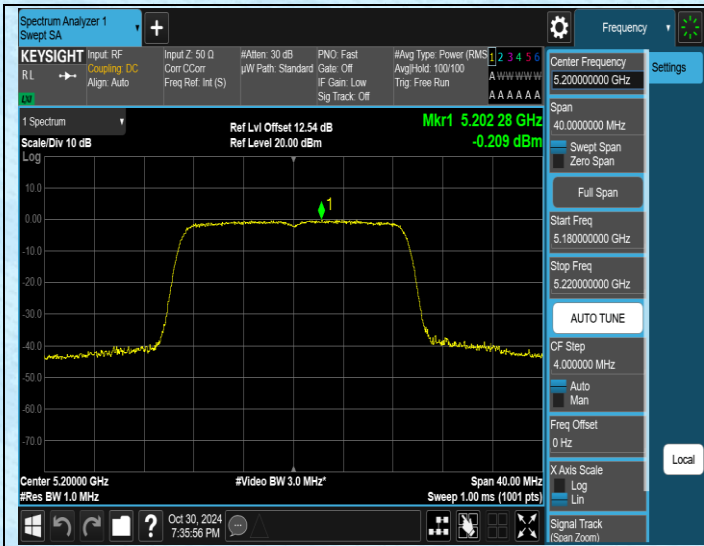 Spectrum Analyzer 1
Swept SA
+
Frequency
KEYSIGHT
R L
LXI
Input: RF
Coupling: DC
Align: Auto
Input Z: 50 Ω
Corr CCorr
Freq Ref: Int (S)
#Atten: 30 dB
µW Path: Standard
PNO: Fast
Gate: Off
IF Gain: Low
Sig Track: Off
#Avg Type: Power (RMS
Avg|Hold: 100/100
Trig: Free Run
1 2 3 4 5 6
A W W W W W
A A A A A A
1 Spectrum
Scale/Div 10 dB
Ref Lvl Offset 12.54 dB
Ref Level 20.00 dBm
Mkr1 5.202 28 GHz
-0.209 dBm
Log
10.0
0.00
-10.0
-20.0
-30.0
-40.0
-50.0
-60.0
-70.0
1
Center 5.20000 GHz
#Res BW 1.0 MHz
#Video BW 3.0 MHz*
Span 40.00 MHz
Sweep 1.00 ms (1001 pts)
?
Oct 30, 2024
7:35:56 PM
Center Frequency
5.200000000 GHz
Span
40.0000000 MHz
Swept Span
Zero Span
Full Span
Start Freq
5.180000000 GHz
Stop Freq
5.220000000 GHz
AUTO TUNE
CF Step
4.000000 MHz
Auto
Man
Freq Offset
0 Hz
X Axis Scale
Log
Lin
Signal Track
(Span Zoom)
Settings
Local